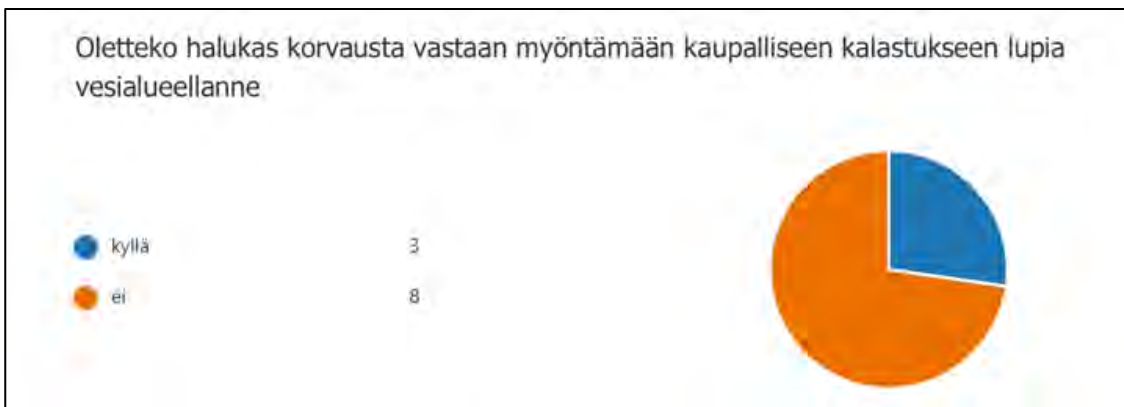 Oletteko halukas korvausta vastaan myöntämään kaupalliseen kalastukseen lupia
vesialueellanne
kyllä 3
ei 8